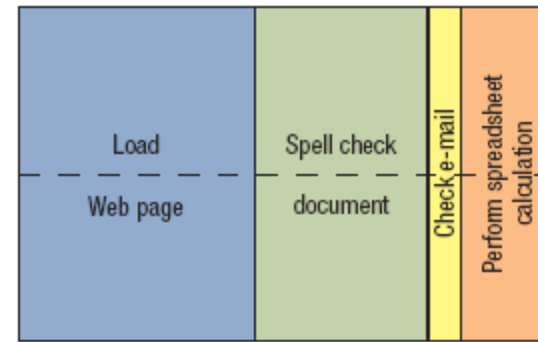 Load
Web page
Spell check
document
Check e-mail
Perform spreadsheet
calculation